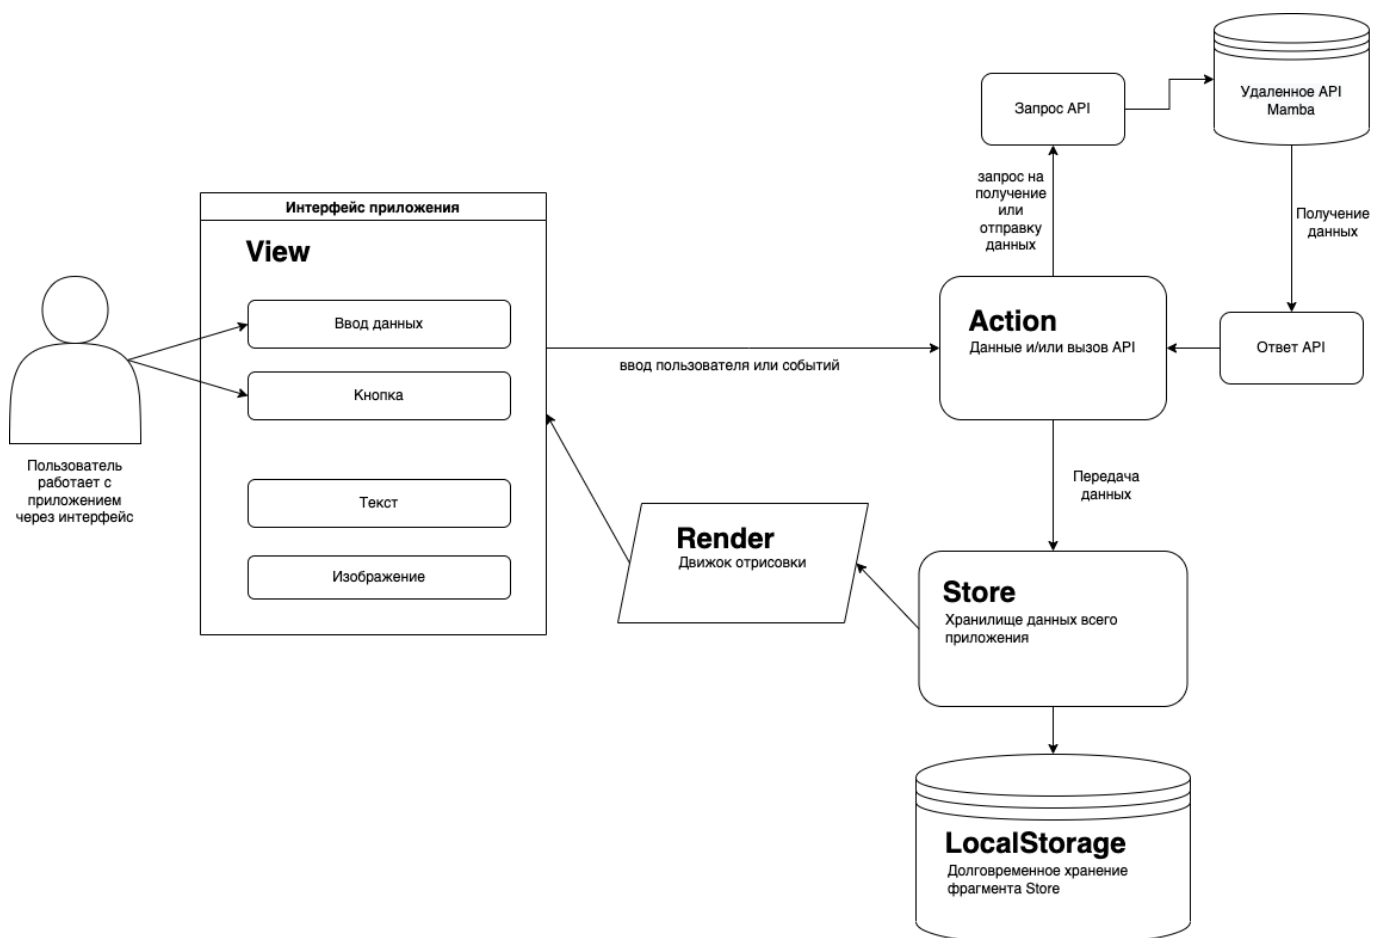 Удаленное API
Mamba
Запрос API
запрос на
получение
или
отправку
данных
Получение
данных
Интерфейс приложения
View
Ввод данных
Кнопка
Текст
Изображение
Пользователь
работает с
приложением
через интерфейс
ввод пользователя или событий
Action
Данные и/или вызов API
Ответ API
Передача
данных
Render
Движок отрисовки
Store
Хранилище данных всего
приложения
LocalStorage
Долговременное хранение
фрагмента Store